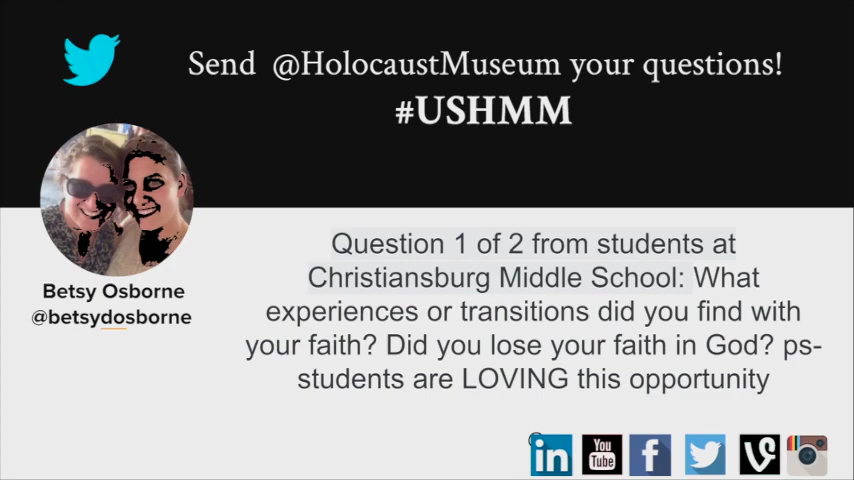 Send @HolocaustMuseum your questions!
#USHMM
Betsy Osborne
@betsydosborne
Question 1 of 2 from students at
Christiansburg Middle School: What
experiences or transitions did you find with
your faith? Did you lose your faith in God? ps-
students are LOVING this opportunity
in
You
Tube
f